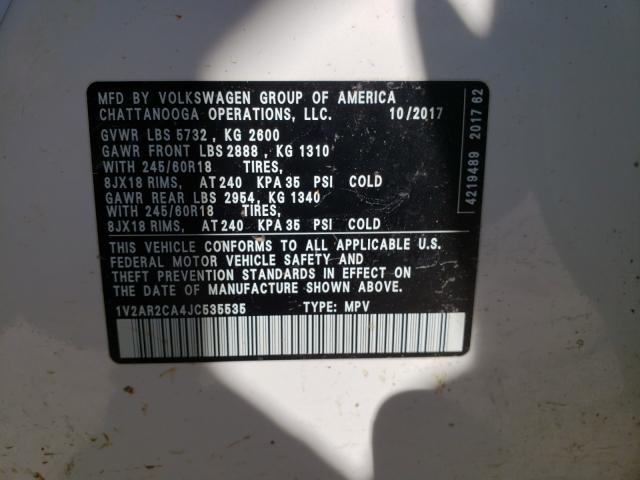 MFD BY VOLKSWAGEN GROUP OF AMERICA
CHATTANOOGA OPERATIONS, LLC. 10/2017
GVWR LBS 5732 , KG 2600
GAWR FRONT LBS 2888 , KG 1310
WITH 245/60R18 TIRES,
8JX18 RIMS, AT 240 KPA 35 PSI COLD
GAWR REAR LBS 2954, KG 1340
WITH 245/60R18 TIRES,
8JX18 RIMS, AT 240 KPA 35 PSI COLD
THIS VEHICLE CONFORMS TO ALL APPLICABLE U.S.
FEDERAL MOTOR VEHICLE SAFETY AND
THEFT PREVENTION STANDARDS IN EFFECT ON
THE DATE OF MANUFACTURE SHOWN ABOVE
1V2AR2CA4JC535535 TYPE: MPV
4219489 2017 62